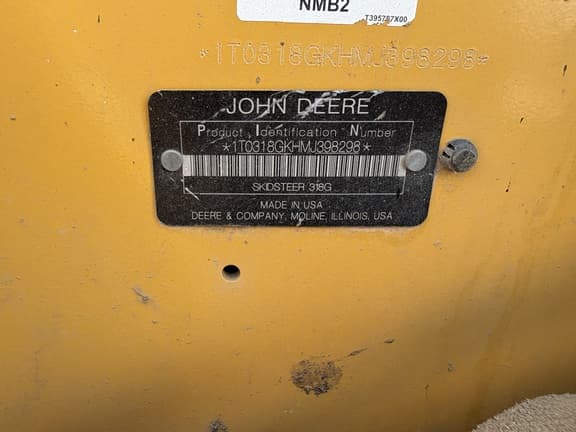 NMB2
T395787X00
*1T0318GKHMJ398298*
JOHN DEERE
Product Identification Number
*1T0318GKHMJ398298*
SKIDSTEER 318G
MADE IN USA
DEERE & COMPANY, MOLINE, ILLINOIS, USA